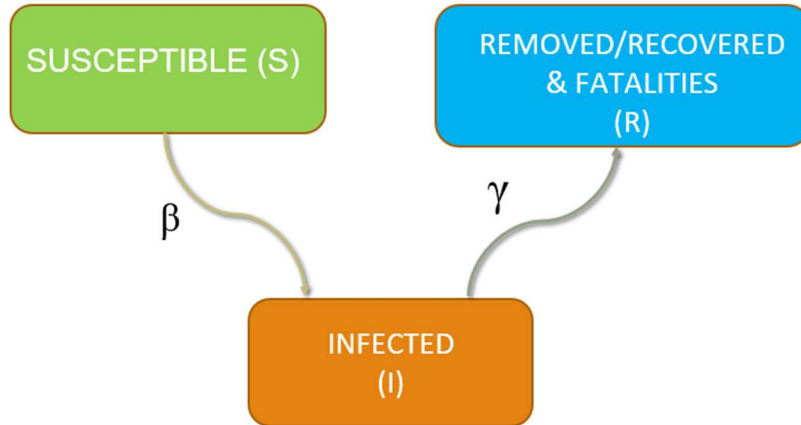 SUSCEPTIBLE (S)
REMOVED/RECOVERED
& FATALITIES
(R)
β
γ
INFECTED
(I)